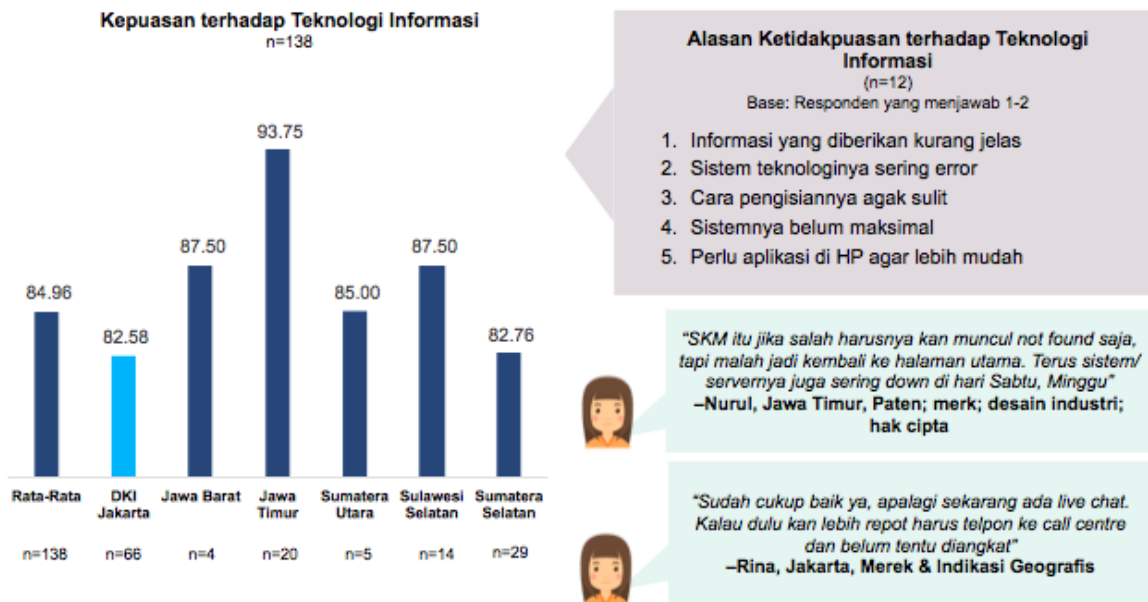 Kepuasan terhadap Teknologi Informasi
n=138
84.96
82.58
87.50
93.75
85.00
87.50
82.76
Rata-Rata
DKI Jakarta
Jawa Barat
Jawa Timur
Sumatera Utara
Sulawesi Selatan
Sumatera Selatan
n=138
n=66
n=4
n=20
n=5
n=14
n=29
Alasan Ketidakpuasan terhadap Teknologi
Informasi
(n=12)
Base: Responden yang menjawab 1-2
1. Informasi yang diberikan kurang jelas
2. Sistem teknologinya sering error
3. Cara pengisiannya agak sulit
4. Sistemnya belum maksimal
5. Perlu aplikasi di HP agar lebih mudah
“SKM itu jika salah harusnya kan muncul not found saja,
tapi malah jadi kembali ke halaman utama. Terus sistem/
servernya juga sering down di hari Sabtu, Minggu”
–Nurul, Jawa Timur, Paten; merk; desain industri;
hak cipta
“Sudah cukup baik ya, apalagi sekarang ada live chat.
Kalau dulu kan lebih repot harus telpon ke call centre
dan belum tentu diangkat”
–Rina, Jakarta, Merek & Indikasi Geografis